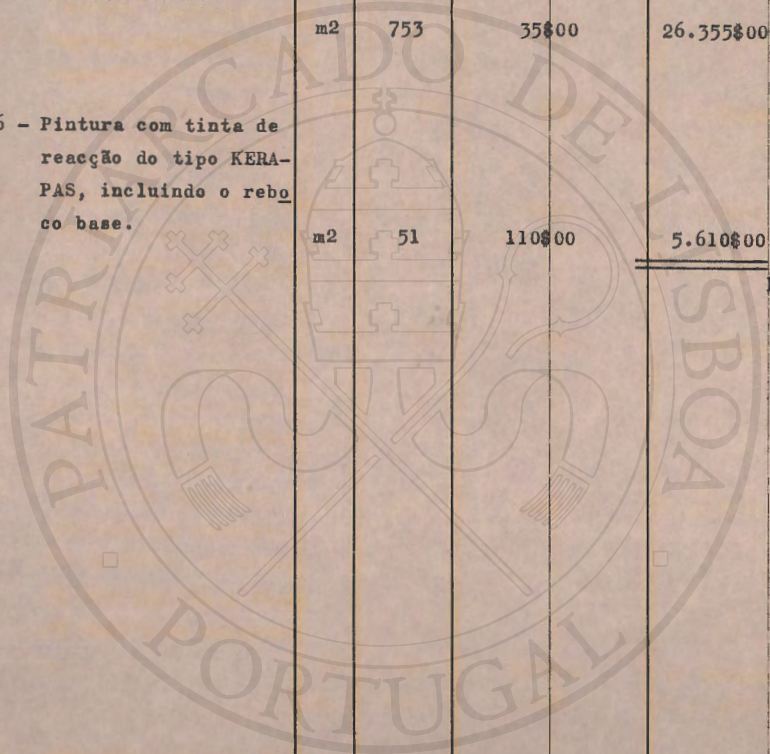 m2 753 35$00 26.355$00
6 - Pintura com tinta de
reacção do tipo KERA-
PAS, incluindo o rebo
co base.
m2 51 110$00 5.610$00
PATRIARCADO DE LISBOA
PORTUGAL